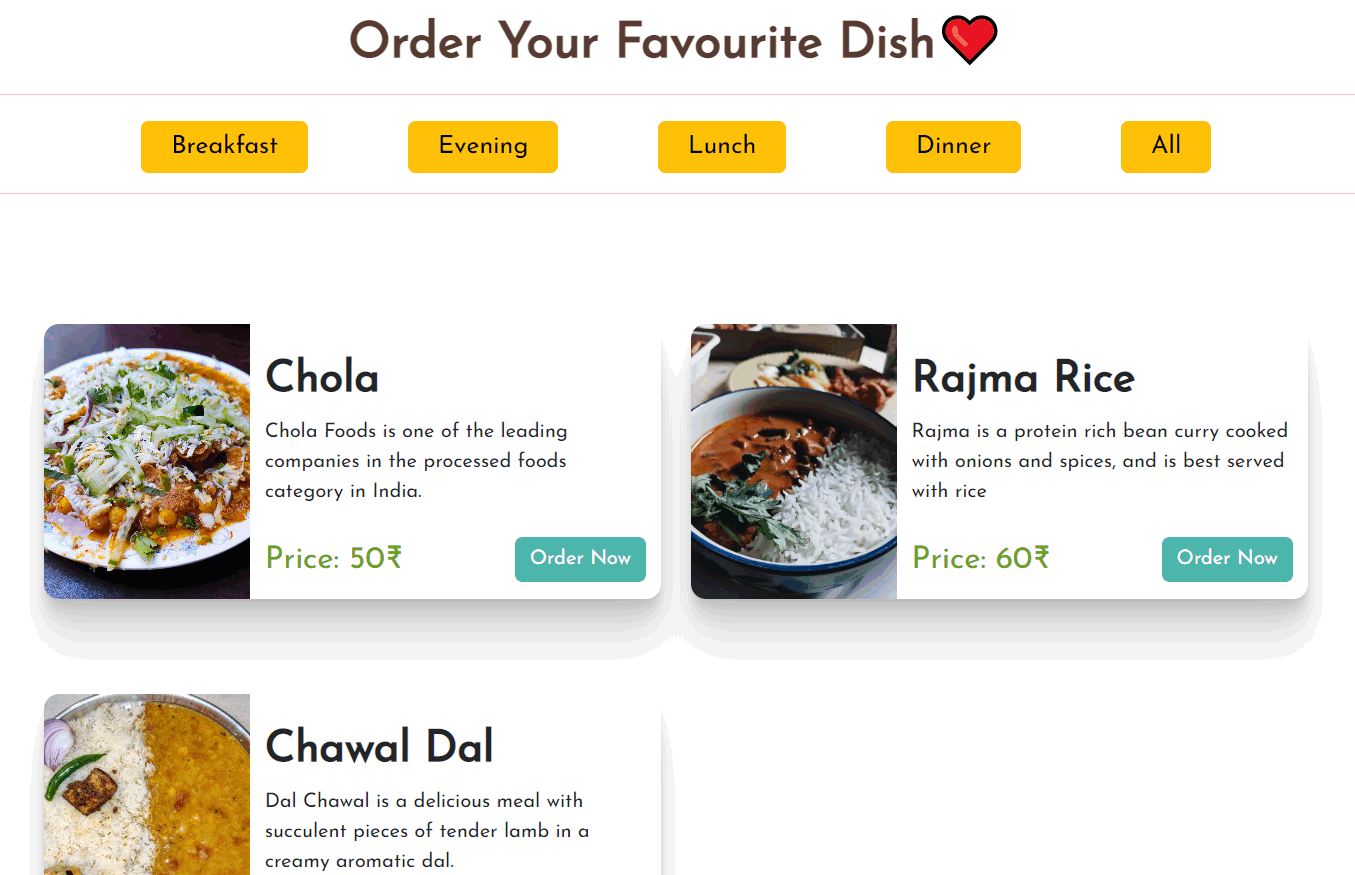 Order Your Favourite Dish
Breakfast
Evening
Lunch
Dinner
All
Chola
Chola Foods is one of the leading
companies in the processed foods
category in India.
Price: 50₹
Order Now
Rajma Rice
Rajma is a protein rich bean curry cooked
with onions and spices, and is best served
with rice
Price: 60₹
Order Now
Chawal Dal
Dal Chawal is a delicious meal with
succulent pieces of tender lamb in a
creamy aromatic dal.